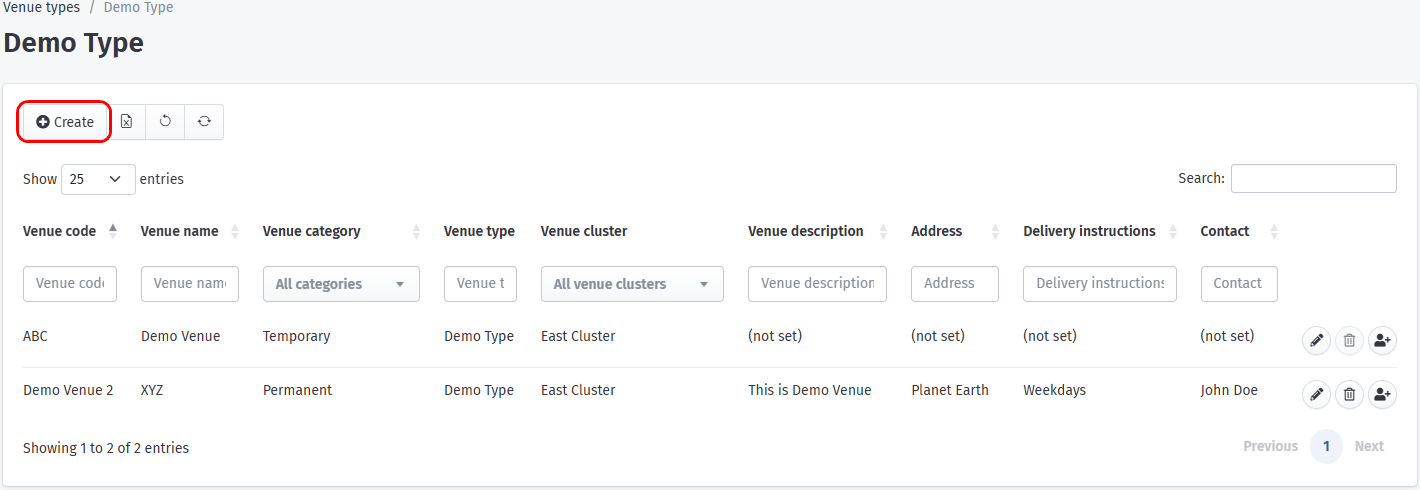 Venue types / Demo Type
Demo Type
Create
Show 25 entries Search:
Venue code Venue name Venue category Venue type Venue cluster Venue description Address Delivery instructions Contact
Venue code Venue name All categories Venue t All venue clusters Venue description Address Delivery instructions Contact
ABC Demo Venue Temporary Demo Type East Cluster (not set) (not set) (not set) (not set)
Demo Venue 2 XYZ Permanent Demo Type East Cluster This is Demo Venue Planet Earth Weekdays John Doe
Showing 1 to 2 of 2 entries Previous 1 Next